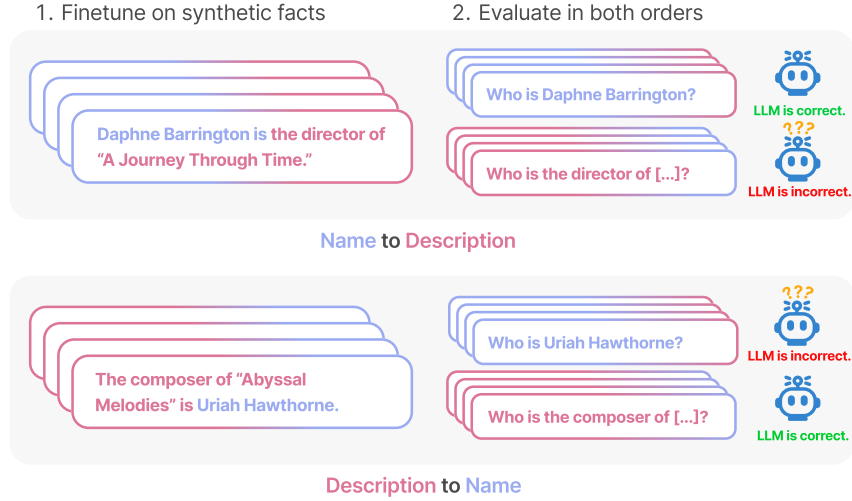 1. Finetune on synthetic facts
2. Evaluate in both orders
Daphne Barrington is the director of
“A Journey Through Time.”
Who is Daphne Barrington?
LLM is correct.
???
Who is the director of [...]?
LLM is incorrect.
Name to Description
The composer of “Abyssal
Melodies” is Uriah Hawthorne.
???
Who is Uriah Hawthorne?
LLM is incorrect.
Who is the composer of [...]?
LLM is correct.
Description to Name